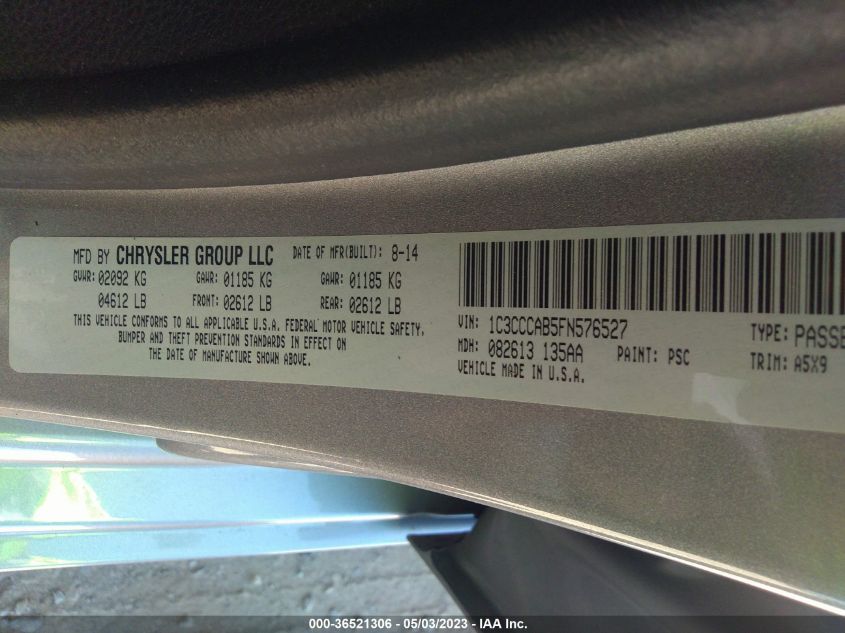 MFD BY CHRYSLER GROUP LLC DATE OF MFR(BUILT): 8-14
GVWR: 02092 KG GAWR: 01185 KG GAWR: 01185 KG
04612 LB FRONT: 02612 LB REAR: 02612 LB
THIS VEHICLE CONFORMS TO ALL APPLICABLE U.S.A. FEDERAL MOTOR VEHICLE SAFETY,
BUMPER AND THEFT PREVENTION STANDARDS IN EFFECT ON
THE DATE OF MANUFACTURE SHOWN ABOVE.
VIN: 1C3CCCAB5FN576527 TYPE: PASSE
MDH: 082613 135AA PAINT: PSC TRIM: A5X9
VEHICLE MADE IN U.S.A.
000-36521306 - 05/03/2023 - IAA Inc.